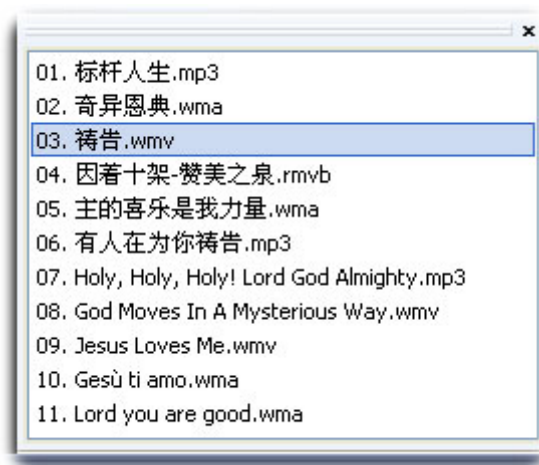 01. 标杆人生.mp3
02. 奇异恩典.wma
03. 祷告.wmv
04. 因着十架-赞美之泉.rmvb
05. 主的喜乐是我力量.wma
06. 有人在为你祷告.mp3
07. Holy, Holy, Holy! Lord God Almighty.mp3
08. God Moves In A Mysterious Way.wmv
09. Jesus Loves Me.wmv
10. Gesù ti amo.wma
11. Lord you are good.wma